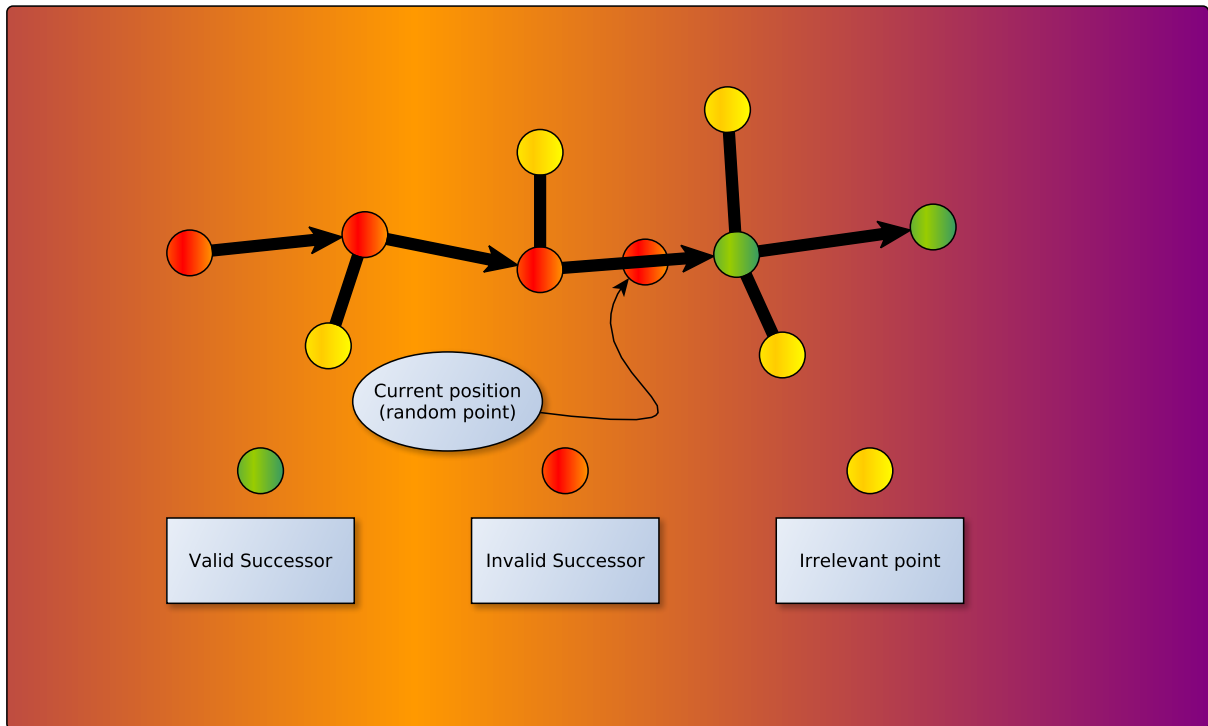 Current position
(random point)
Valid Successor
Invalid Successor
Irrelevant point